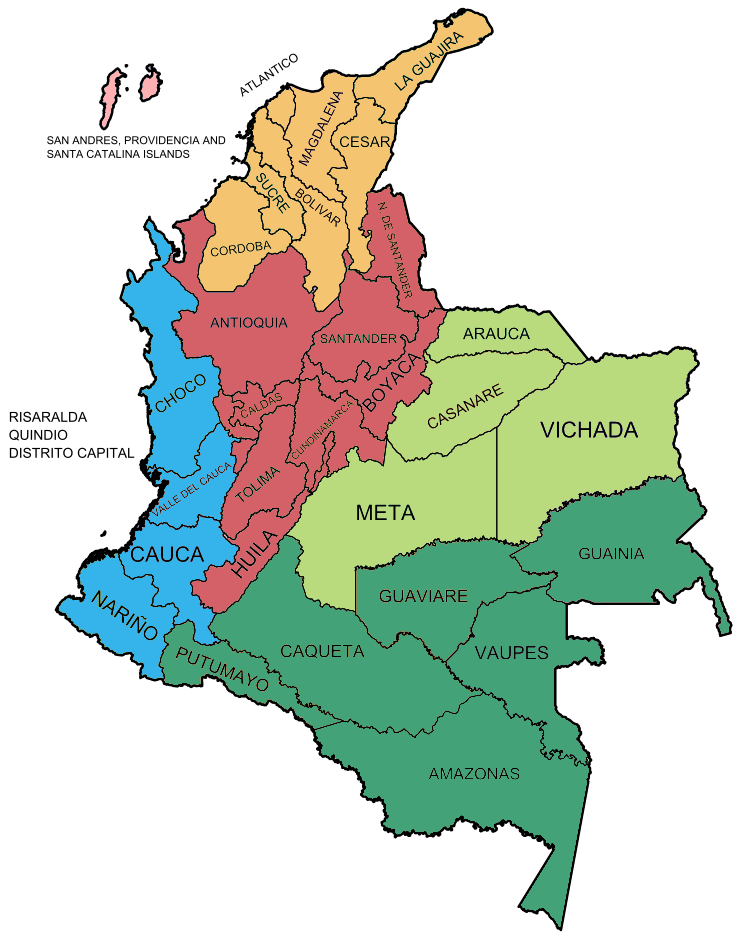 LA GUAJIRA
ATLANTICO
MAGDALENA
CESAR
SAN ANDRES, PROVIDENCIA AND
SANTA CATALINA ISLANDS
SUCRE
BOLIVAR
N. DE SANTANDER
CORDOBA
ANTIOQUIA
SANTANDER
ARAUCA
BOYACA
CHOCO
CALDAS
CASANARE
RISARALDA
QUINDIO
DISTRITO CAPITAL
CUNDINAMARCA
VICHADA
VALLE DEL CAUCA
TOLIMA
META
CAUCA
HUILA
GUAINIA
GUAVIARE
NARIÑO
CAQUETA
VAUPES
PUTUMAYO
AMAZONAS